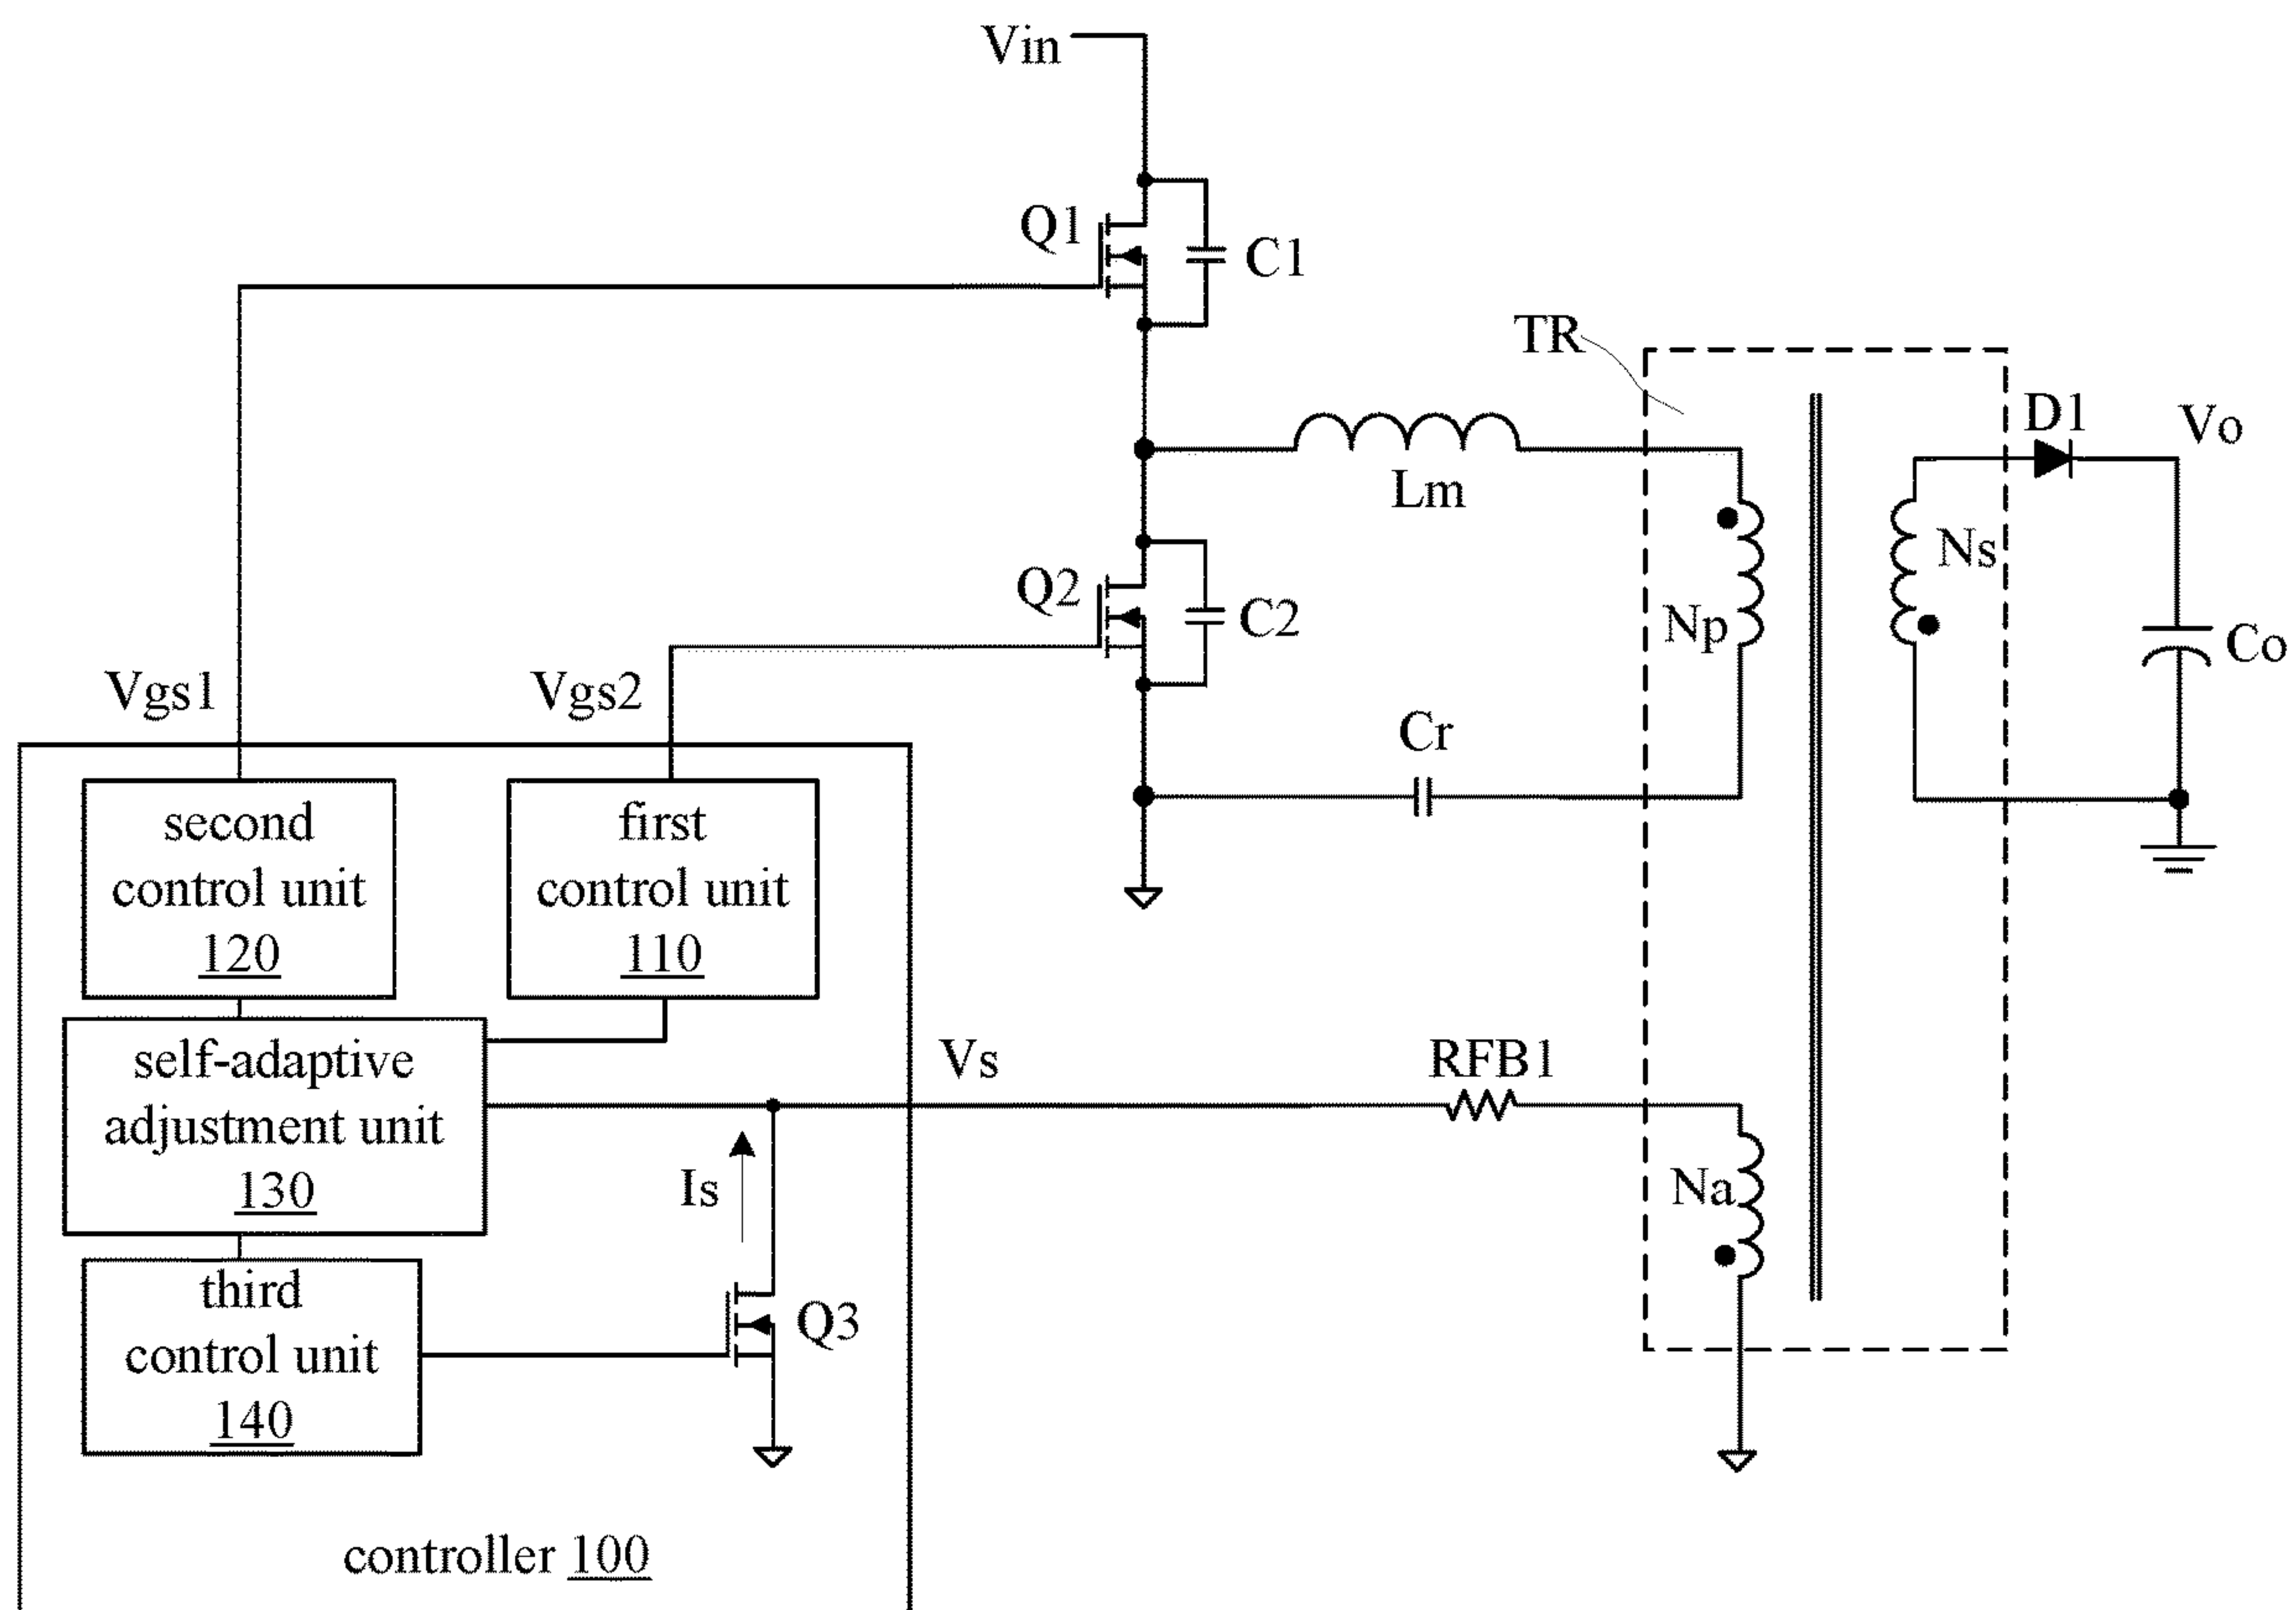 Vin
Q1
C1
TR
D1
Vo
Lm
Ns
Q2
C2
Np
Co
Vgs1
Vgs2
Cr
second
control unit
120
first
control unit
110
self-adaptive
adjustment unit
130
Vs
RFB1
Is
Na
third
control unit
140
Q3
controller 100